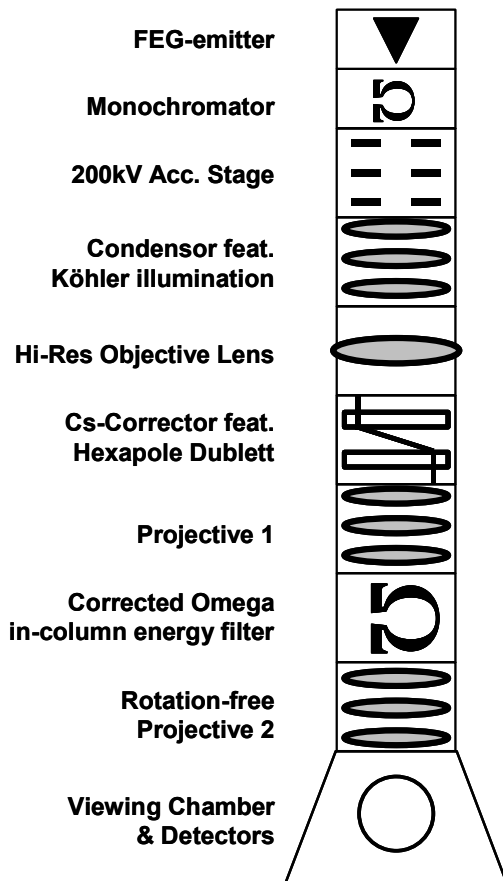 FEG-emitter
Monochromator
Ω
200kV Acc. Stage
Condensor feat.
Köhler illumination
Hi-Res Objective Lens
Cs-Corrector feat.
Hexapole Dublett
Projective 1
Corrected Omega
in-column energy filter
Ω
Rotation-free
Projective 2
Viewing Chamber
& Detectors